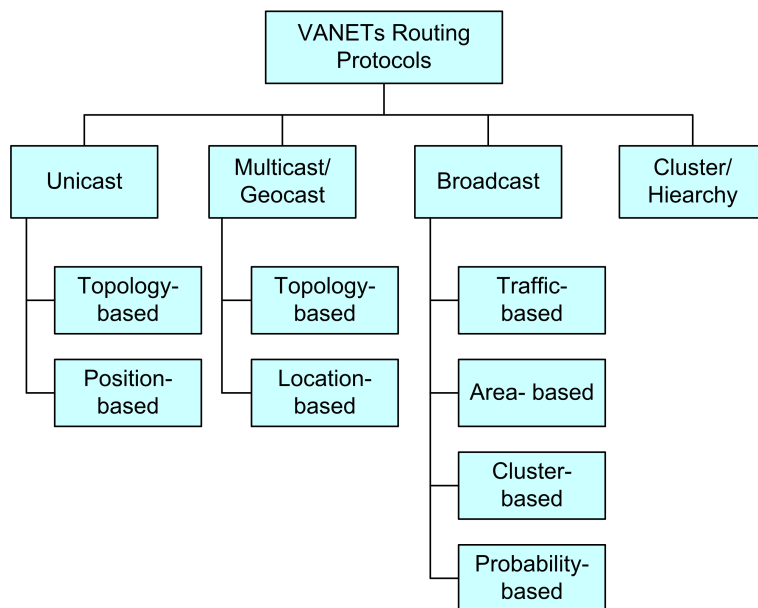 VANETs Routing
Protocols
Unicast
Multicast/
Geocast
Broadcast
Cluster/
Hiearchy
Topology-
based
Position-
based
Topology-
based
Location-
based
Traffic-
based
Area- based
Cluster-
based
Probability-
based